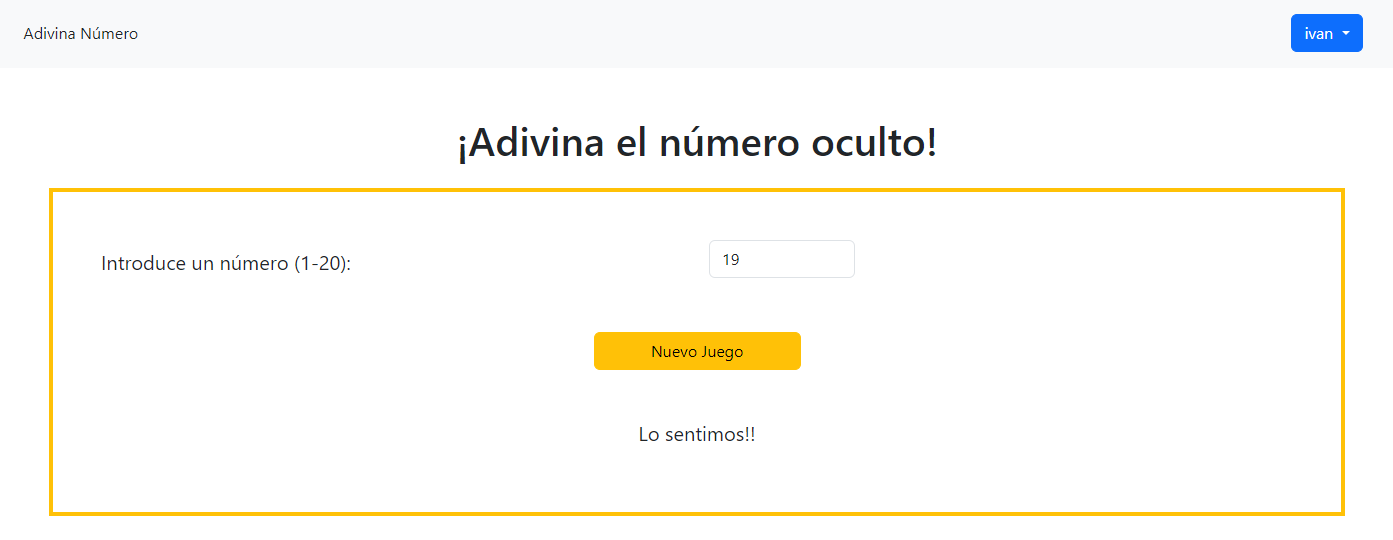 Adivina Número
ivan
¡Adivina el número oculto!
Introduce un número (1-20):
19
Nuevo Juego
Lo sentimos!!